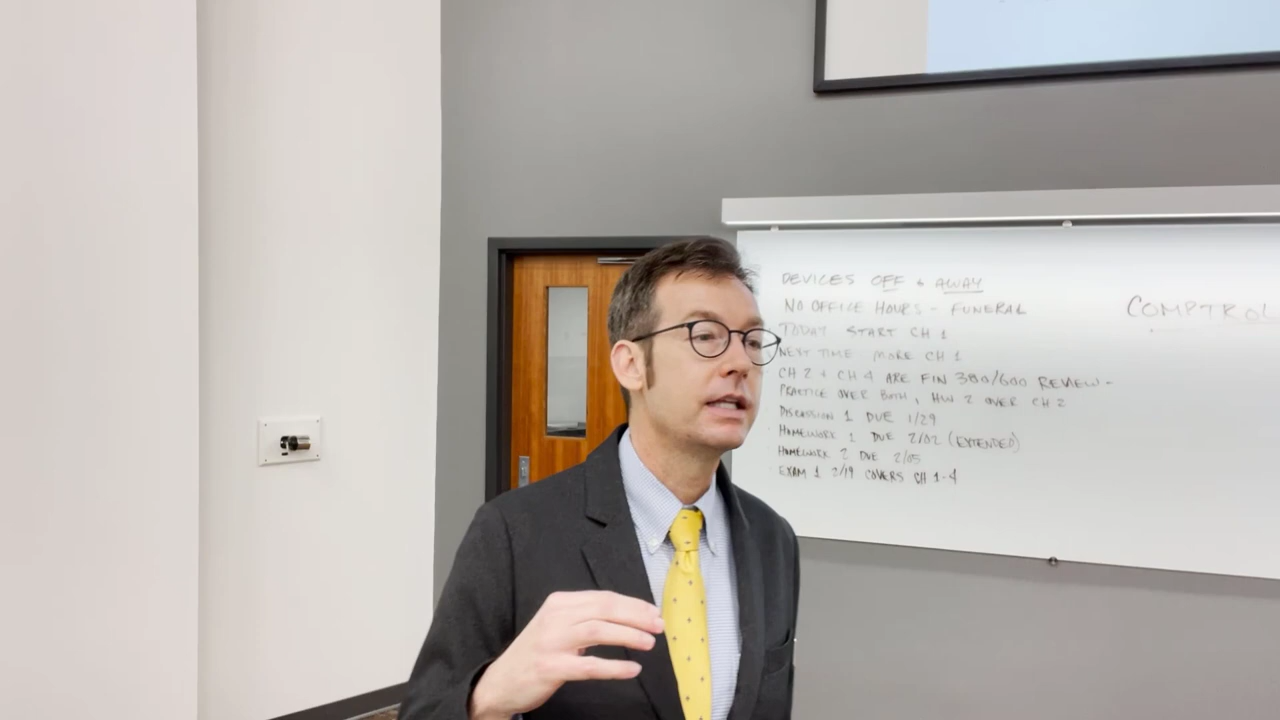 DEVICES OFF & AWAY
NO OFFICE HOURS - FUNERAL
COMPTROL
TODAY START CH 1
NEXT TIME MORE CH 1
CH 2 & CH 4 ARE FIN 380/600 REVIEW -
PRACTICE OVER BOTH, HW 2 OVER CH 2
DISCUSSION 1 DUE 1/29
HOMEWORK 1 DUE 2/02 (EXTENDED)
HOMEWORK 2 DUE 2/05
EXAM 1 2/19 COVERS CH 1-4